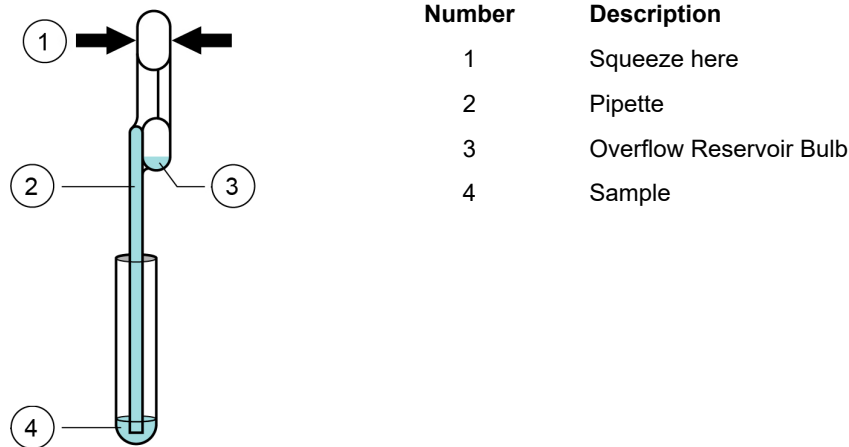 Number Description
1 Squeeze here
2 Pipette
3 Overflow Reservoir Bulb
4 Sample
1
2
3
4